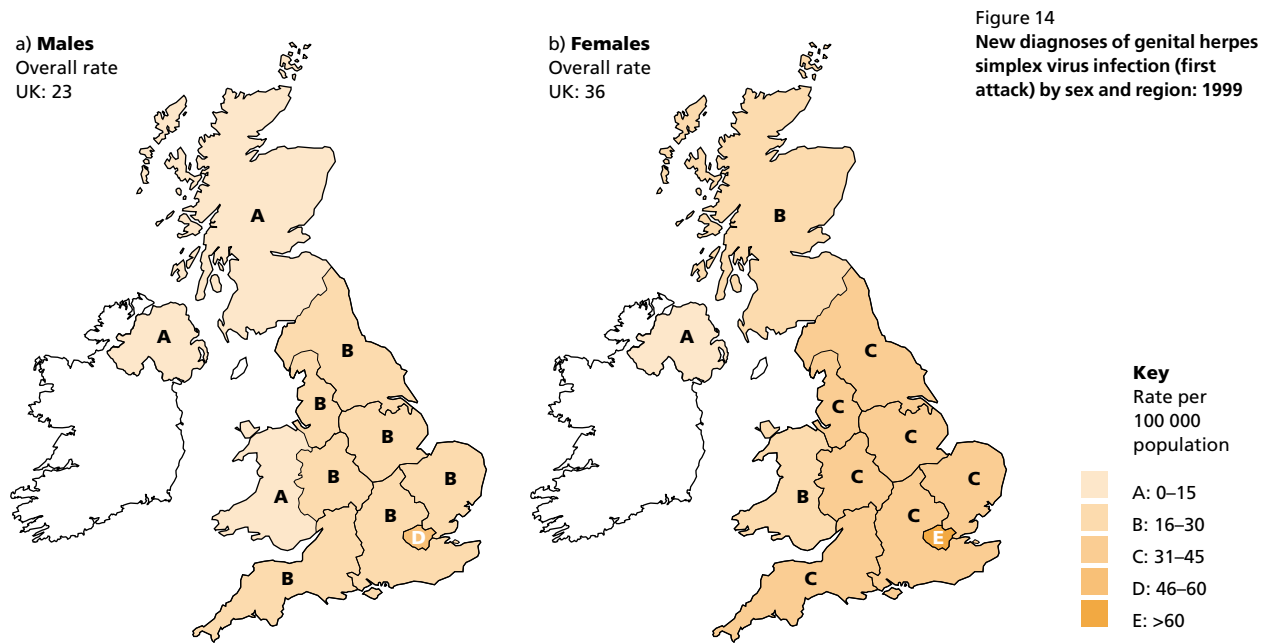 a) Males
Overall rate
UK: 23
b) Females
Overall rate
UK: 36
Figure 14
New diagnoses of genital herpes
simplex virus infection (first
attack) by sex and region: 1999
A
A
B
B
B
B
B
A
B
D
B
B
A
C
C
C
C
C
B
C
E
C
Key
Rate per
100 000
population
A: 0–15
B: 16–30
C: 31–45
D: 46–60
E: >60